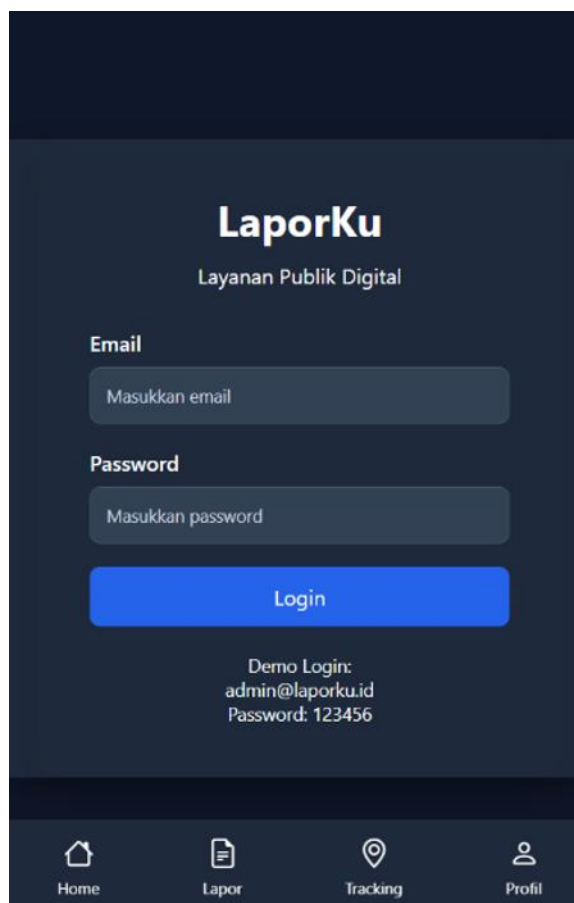 LaporKu
Layanan Publik Digital
Email
Masukkan email
Password
Masukkan password
Login
Demo Login:
admin@laporku.id
Password: 123456
Home
Lapor
Tracking
Profil